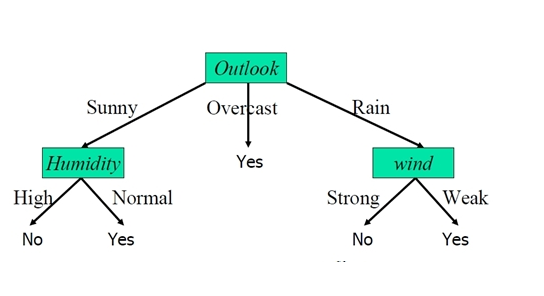 Outlook
Sunny Overcast Rain
Humidity Yes wind
High Normal Strong Weak
No Yes No Yes